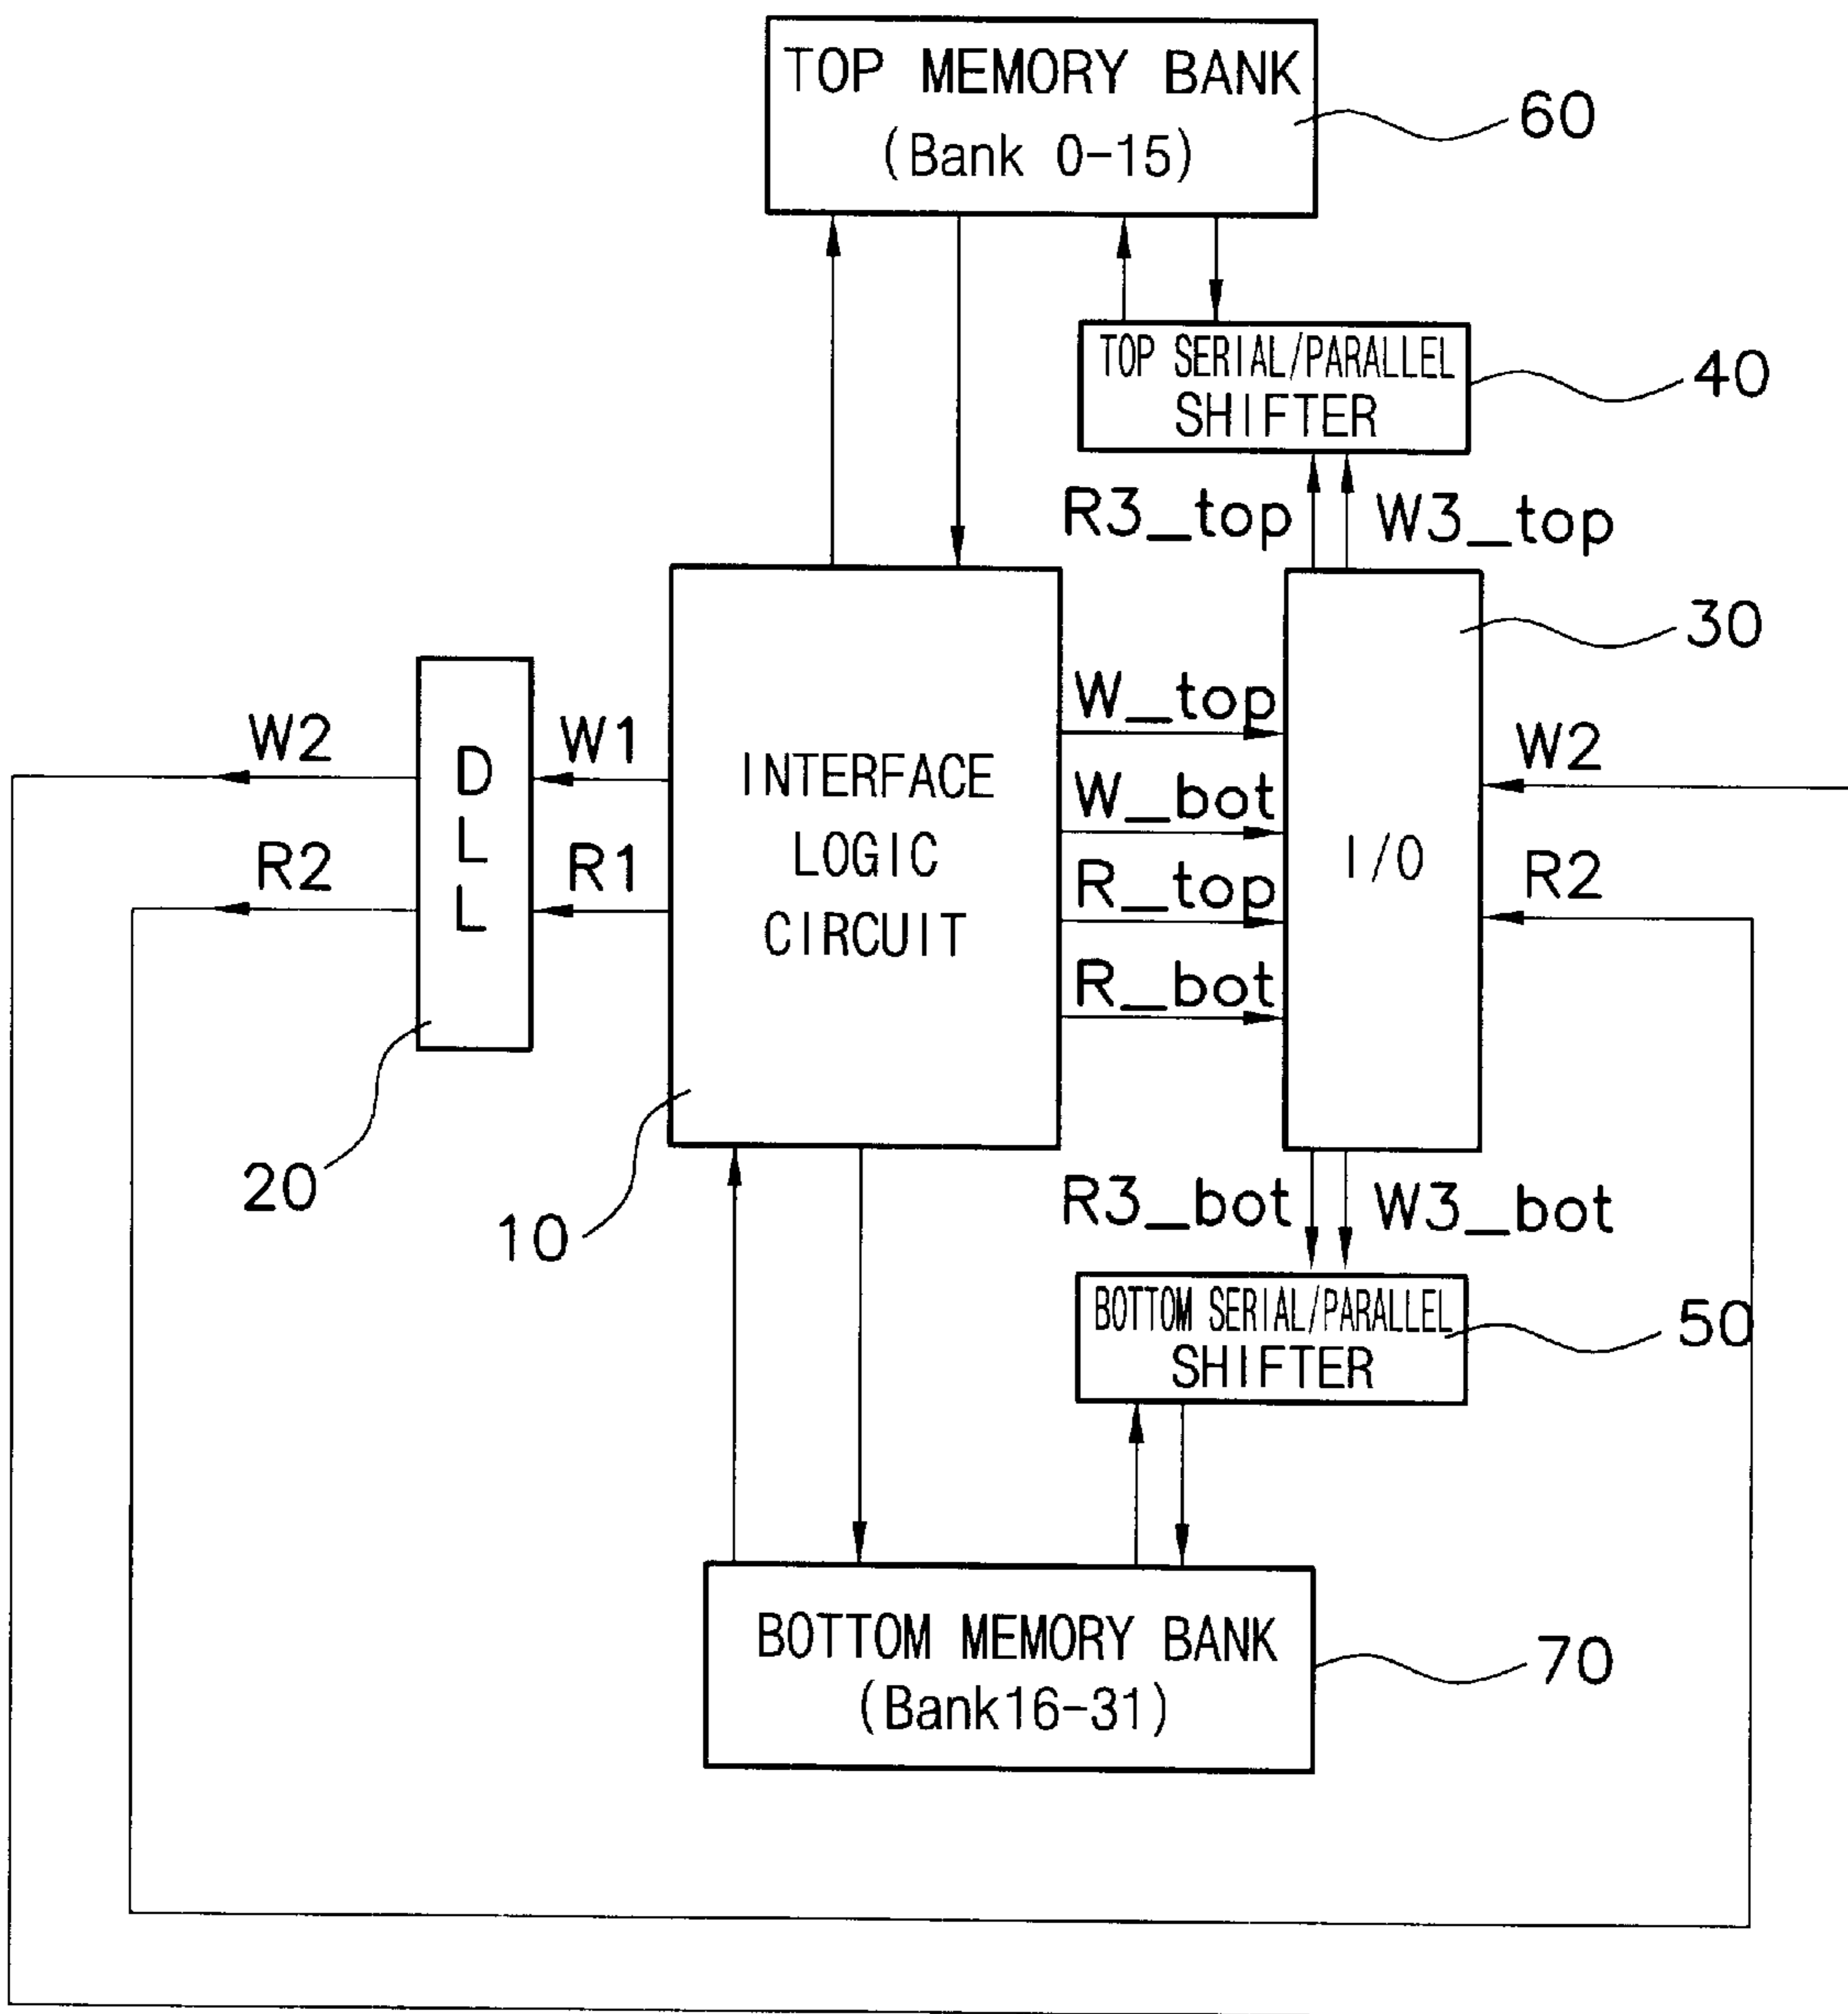 TOP MEMORY BANK
(Bank 0-15)
60
TOP SERIAL/PARALLEL
SHIFTER
40
R3_top
W3_top
30
W2
R2
D
L
L
20
W1
R1
INTERFACE
LOGIC
CIRCUIT
10
W_top
W_bot
R_top
R_bot
I/O
W2
R2
R3_bot
W3_bot
BOTTOM SERIAL/PARALLEL
SHIFTER
50
BOTTOM MEMORY BANK
(Bank16-31)
70